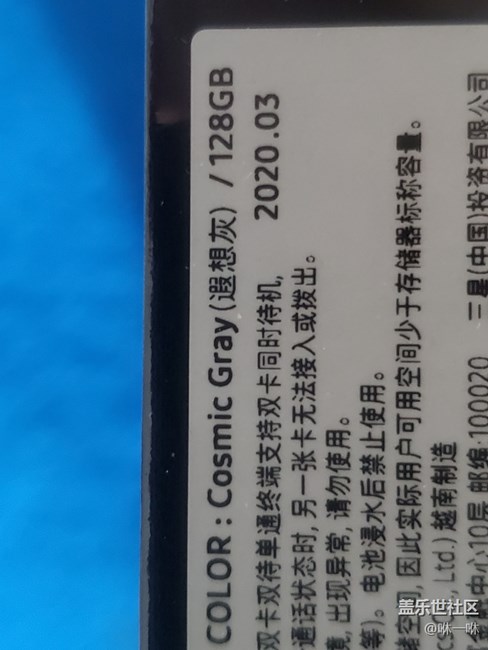 COLOR : Cosmic Gray(遐想灰) / 128GB
2020.03
双卡双待单通终端支持双卡同时待机,
通话状态时, 另一张卡无法接入或拨出。
境, 出现异常, 请勿使用。
等)。电池浸水后禁止使用。
储空间, 因此实际用户可用空间少于存储器标称容量。
Co., Ltd.) 越南制造
中心10层 邮编:100020 三星(中国)投资有限公司
盖乐世社区
@咻一咻